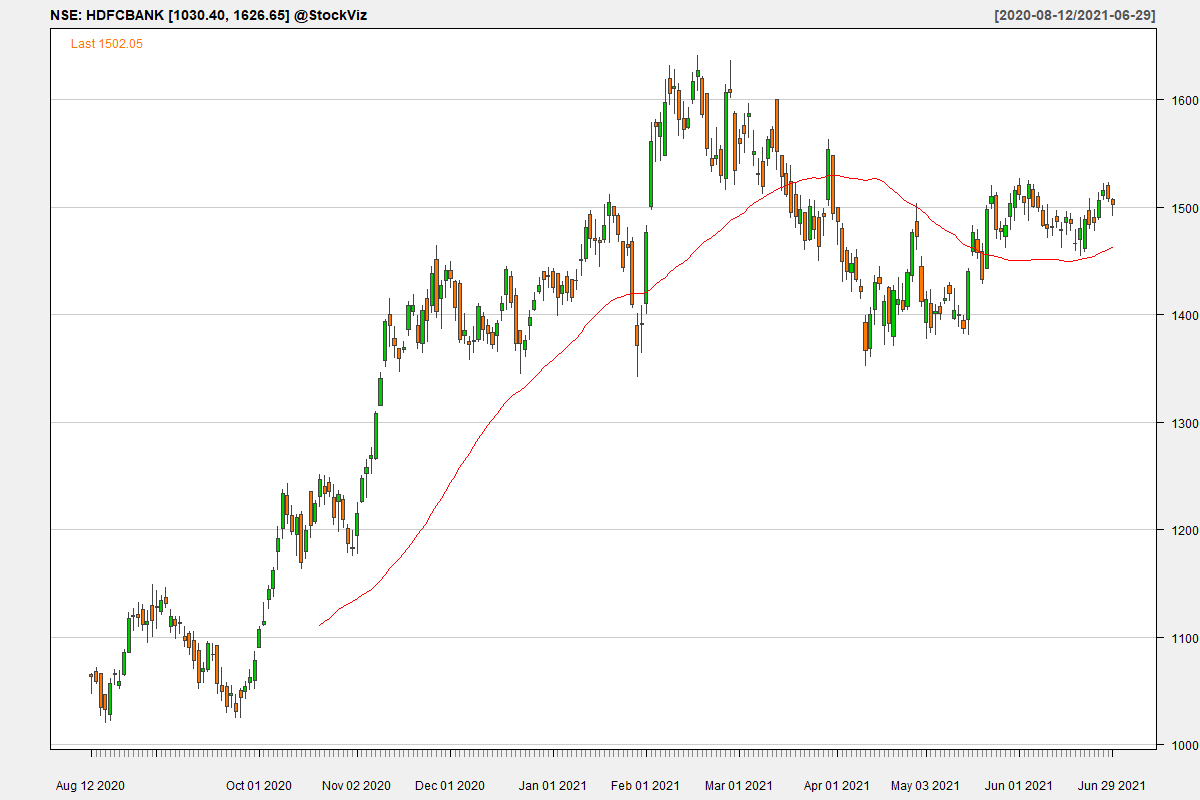 NSE: HDFCBANK [1030.40, 1626.65] @StockViz
[2020-08-12/2021-06-29]
Last 1502.05
1600
1500
1400
1300
1200
1100
1000
Aug 12 2020
Oct 01 2020
Nov 02 2020
Dec 01 2020
Jan 01 2021
Feb 01 2021
Mar 01 2021
Apr 01 2021
May 03 2021
Jun 01 2021
Jun 29 2021